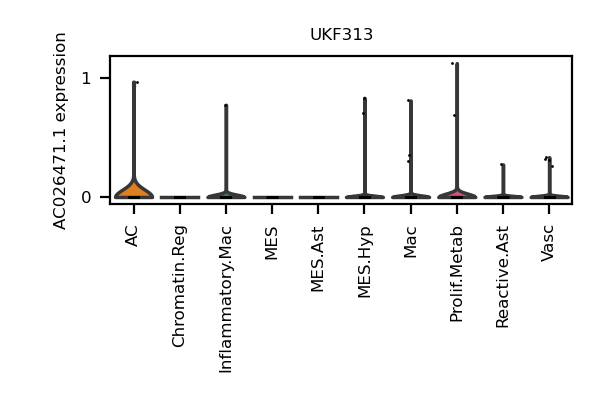 UKF313
AC026471.1 expression
1
0
AC
Chromatin.Reg
Inflammatory.Mac
MES
MES.Ast
MES.Hyp
Mac
Prolif.Metab
Reactive.Ast
Vasc